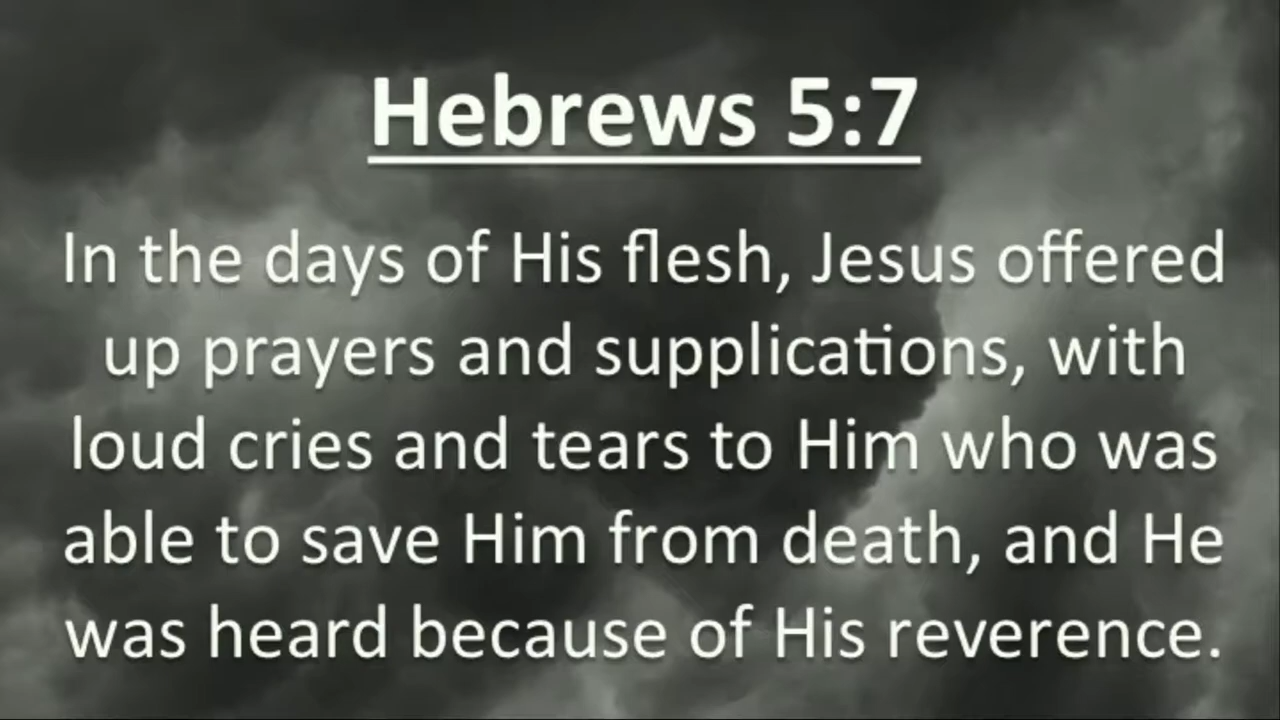 Hebrews 5:7
In the days of His flesh, Jesus offered
up prayers and supplications, with
loud cries and tears to Him who was
able to save Him from death, and He
was heard because of His reverence.